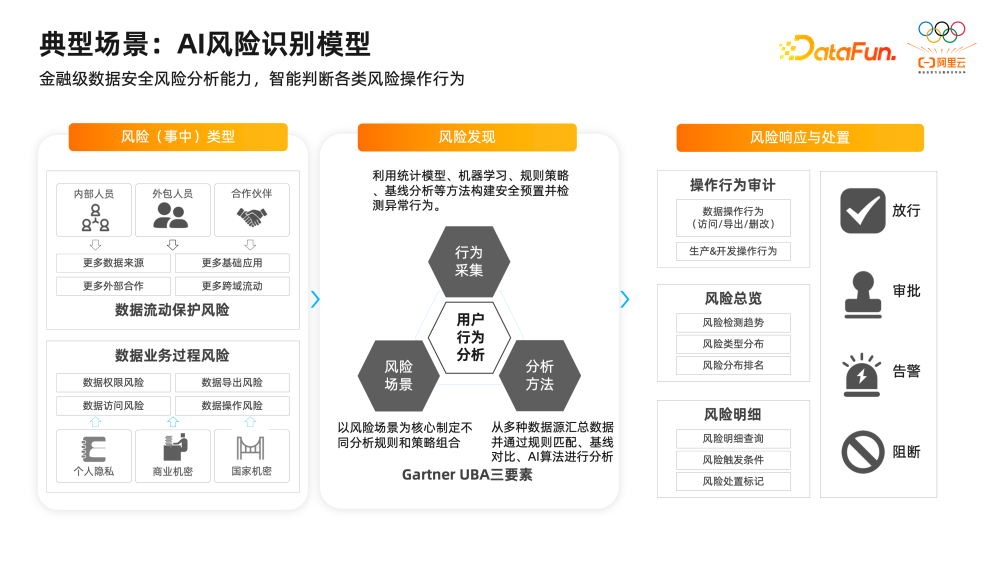 典型场景：AI风险识别模型
金融级数据安全风险分析能力，智能判断各类风险操作行为
DataFun.
阿里云
风险（事中）类型
内部人员
外包人员
合作伙伴
更多数据来源
更多基础应用
更多外部合作
更多跨域流动
数据流动保护风险
数据业务过程风险
数据权限风险
数据导出风险
数据访问风险
数据操作风险
个人隐私
商业机密
国家机密
风险发现
利用统计模型、机器学习、规则策略
、基线分析等方法构建安全预置并检
测异常行为。
行为
采集
用户
行为
分析
风险
场景
分析
方法
以风险场景为核心制定不
同分析规则和策略组合
从多种数据源汇总数据
并通过规则匹配、基线
对比、AI算法进行分析
Gartner UBA三要素
风险响应与处置
操作行为审计
数据操作行为
（访问/导出/删改）
生产&开发操作行为
风险总览
风险检测趋势
风险类型分布
风险分布排名
风险明细
风险明细查询
风险触发条件
风险处置标记
放行
审批
告警
阻断